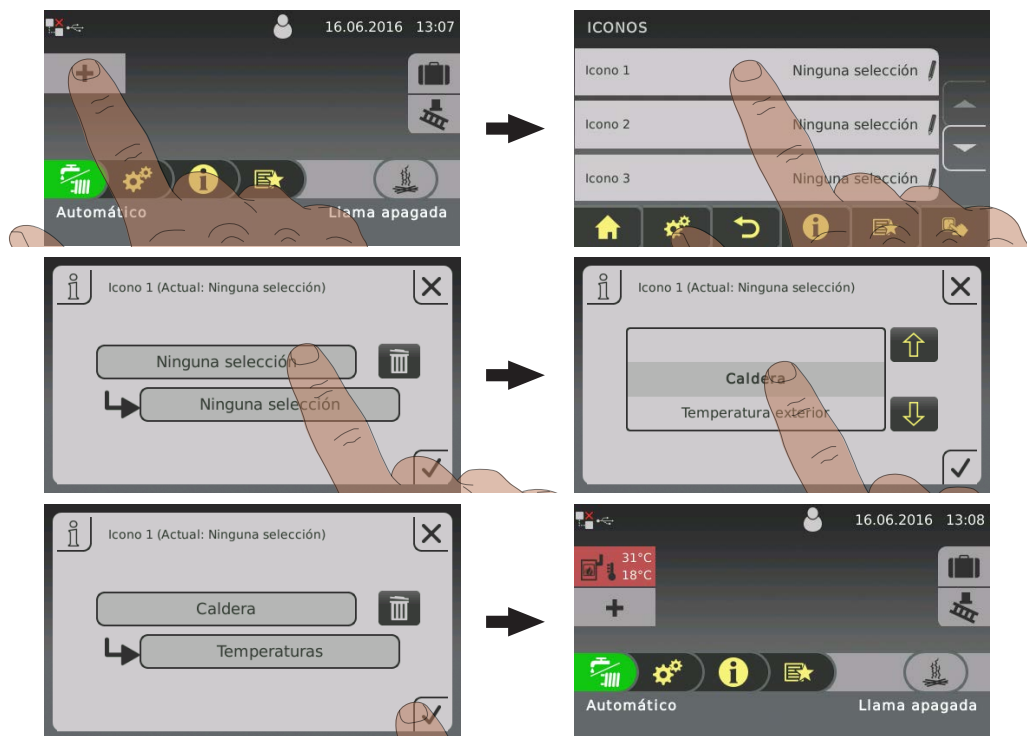 16.06.2016 13:07
Automático
Llama apagada
ICONOS
Icono 1
Ninguna selección
Icono 2
Ninguna selección
Icono 3
Ninguna selección
Icono 1 (Actual: Ninguna selección)
Ninguna selección
Ninguna selección
Icono 1 (Actual: Ninguna selección)
Caldera
Temperatura exterior
Icono 1 (Actual: Ninguna selección)
Caldera
Temperaturas
16.06.2016 13:08
31°C
18°C
Automático
Llama apagada